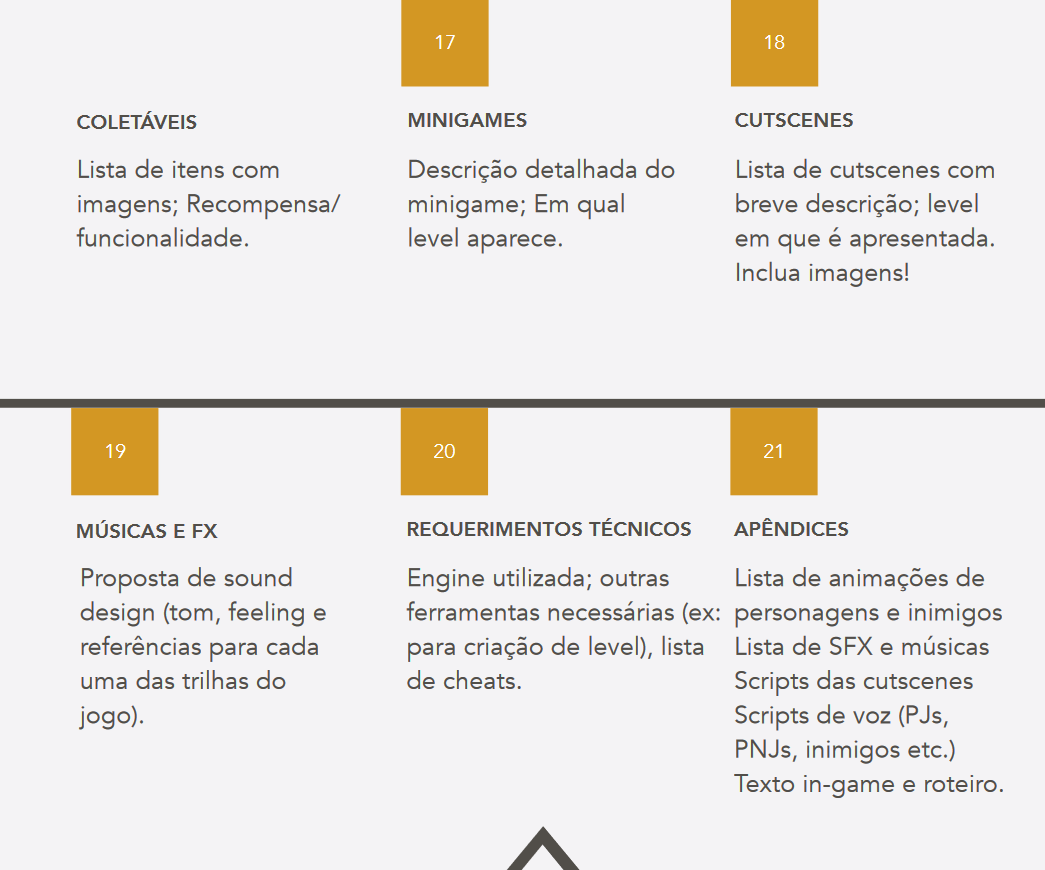 17
18
COLETÁVEIS
Lista de itens com
imagens; Recompensa/
funcionalidade.
MINIGAMES
Descrição detalhada do
minigame; Em qual
level aparece.
CUTSCENES
Lista de cutscenes com
breve descrição; level
em que é apresentada.
Inclua imagens!
19
MÚSICAS E FX
Proposta de sound
design (tom, feeling e
referências para cada
uma das trilhas do
jogo).
20
REQUERIMENTOS TÉCNICOS
Engine utilizada; outras
ferramentas necessárias (ex:
para criação de level), lista
de cheats.
21
APÊNDICES
Lista de animações de
personagens e inimigos
Lista de SFX e músicas
Scripts das cutscenes
Scripts de voz (PJs,
PNJs, inimigos etc.)
Texto in-game e roteiro.